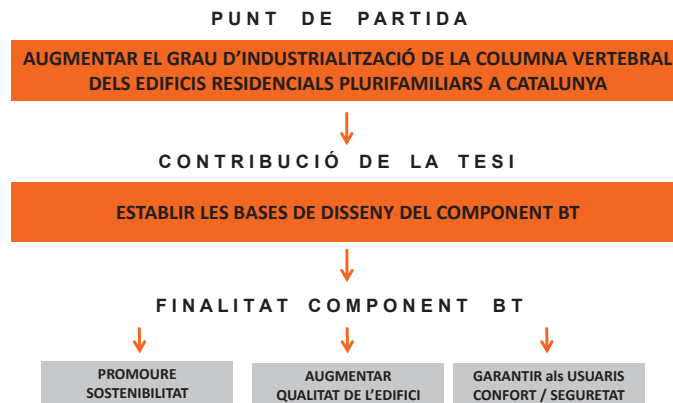 PUNT DE PARTIDA
AUGMENTAR EL GRAU D'INDUSTRIALITZACIÓ DE LA COLUMNA VERTEBRAL
DELS EDIFICIS RESIDENCIALS PLURIFAMILIARS A CATALUNYA
CONTRIBUCIÓ DE LA TESI
ESTABLIR LES BASES DE DISSENY DEL COMPONENT BT
FINALITAT COMPONENT BT
PROMOURE
SOSTENIBILITAT
AUGMENTAR
QUALITAT DE L'EDIFICI
GARANTIR als USUARIS
CONFORT / SEGURETAT